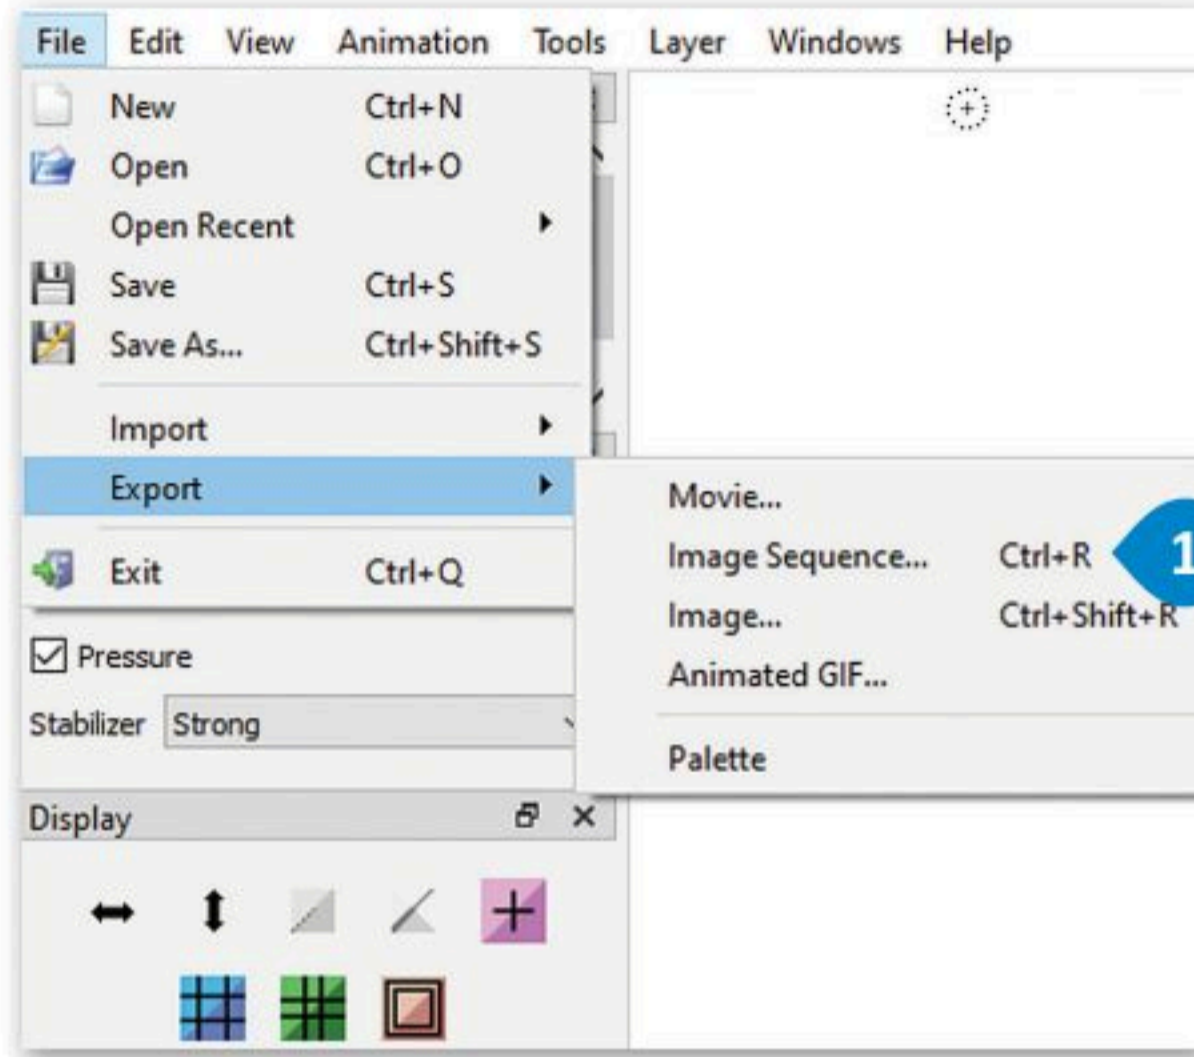 File Edit View Animation Tools Layer Windows Help
New Ctrl+N
Open Ctrl+O
Open Recent
Save Ctrl+S
Save As... Ctrl+Shift+S
Import
Export
Exit Ctrl+Q
Movie...
Image Sequence... Ctrl+R 1
Image... Ctrl+Shift+R
Animated GIF...
Palette
Pressure
Stabilizer Strong
Display